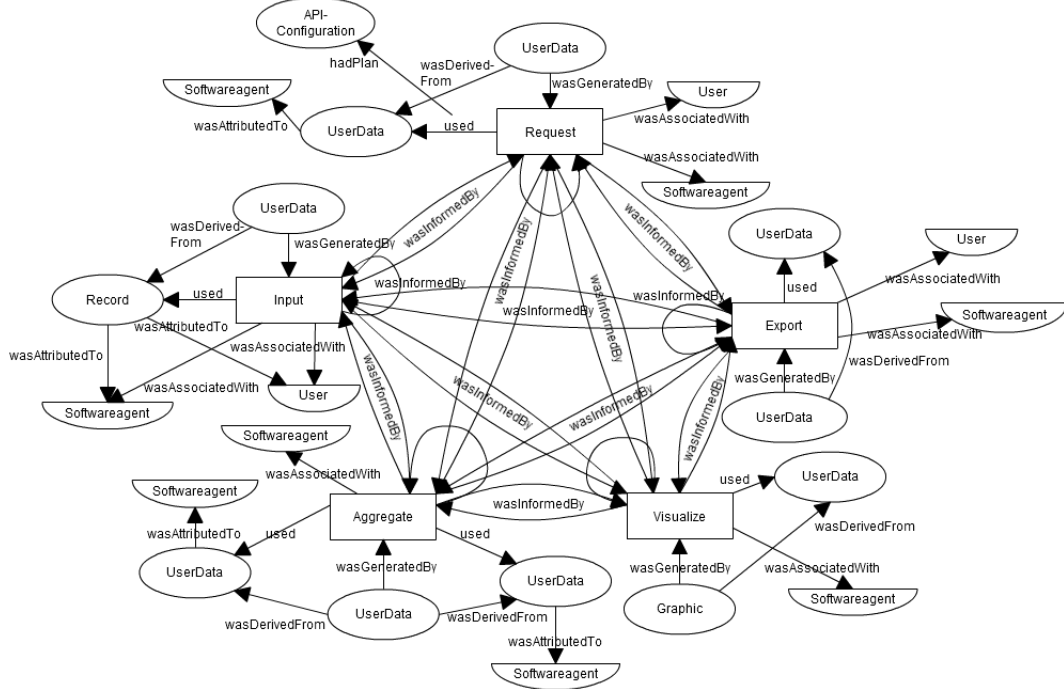 API-
Configuration
UserData
hadPlan
wasDerived-
From
wasGeneratedBy
Softwareagent
User
wasAttributedTo
UserData
used
Request
wasAssociatedWith
wasAssociatedWith
Softwareagent
UserData
wasDerived-
From
wasGeneratedBy
wasInformedBy
wasInformedBy
UserData
User
Record
used
Input
wasInformedBy
wasInformedBy
wasInformedBy
wasInformedBy
wasInformedBy
used
wasAssociatedWith
Export
Softwareagent
wasAttributedTo
wasAssociatedWith
wasAttributedTo
wasAssociatedWith
wasAssociatedWith
wasDerivedFrom
wasGeneratedBy
Softwareagent
User
wasInformedBy
wasInformedBy
wasInformedBy
wasInformedBy
UserData
Softwareagent
wasAssociatedWith
Softwareagent
used
UserData
wasInformedBy
Aggregate
Visualize
wasAttributedTo
used
used
wasDerivedFrom
UserData
wasGeneratedBy
UserData
wasGeneratedBy
wasAssociatedWith
UserData
Graphic
Softwareagent
wasDerivedFrom
wasDerivedFrom
wasAttributedTo
Softwareagent